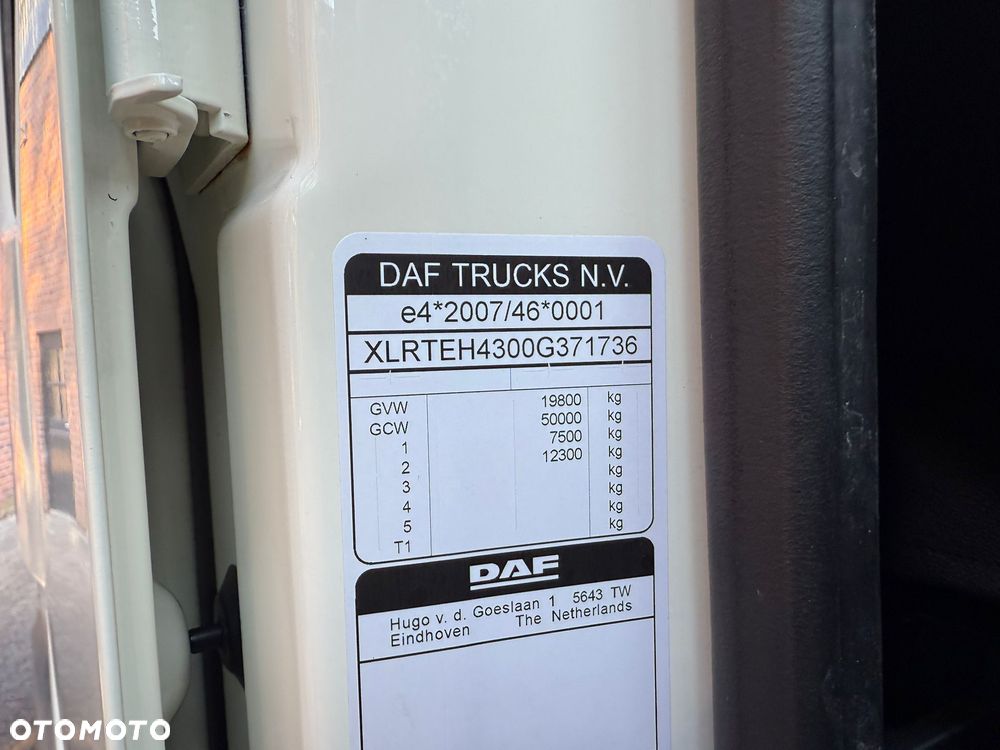 DAF TRUCKS N.V.
e4*2007/46*0001
XLRTEH4300G371736
GVW 19800 kg
GCW 50000 kg
1 7500 kg
2 12300 kg
3 kg
4 kg
5 kg
T1 kg
DAF
Hugo v. d. Goeslaan 1 5643 TW
Eindhoven The Netherlands
OTOMOTO